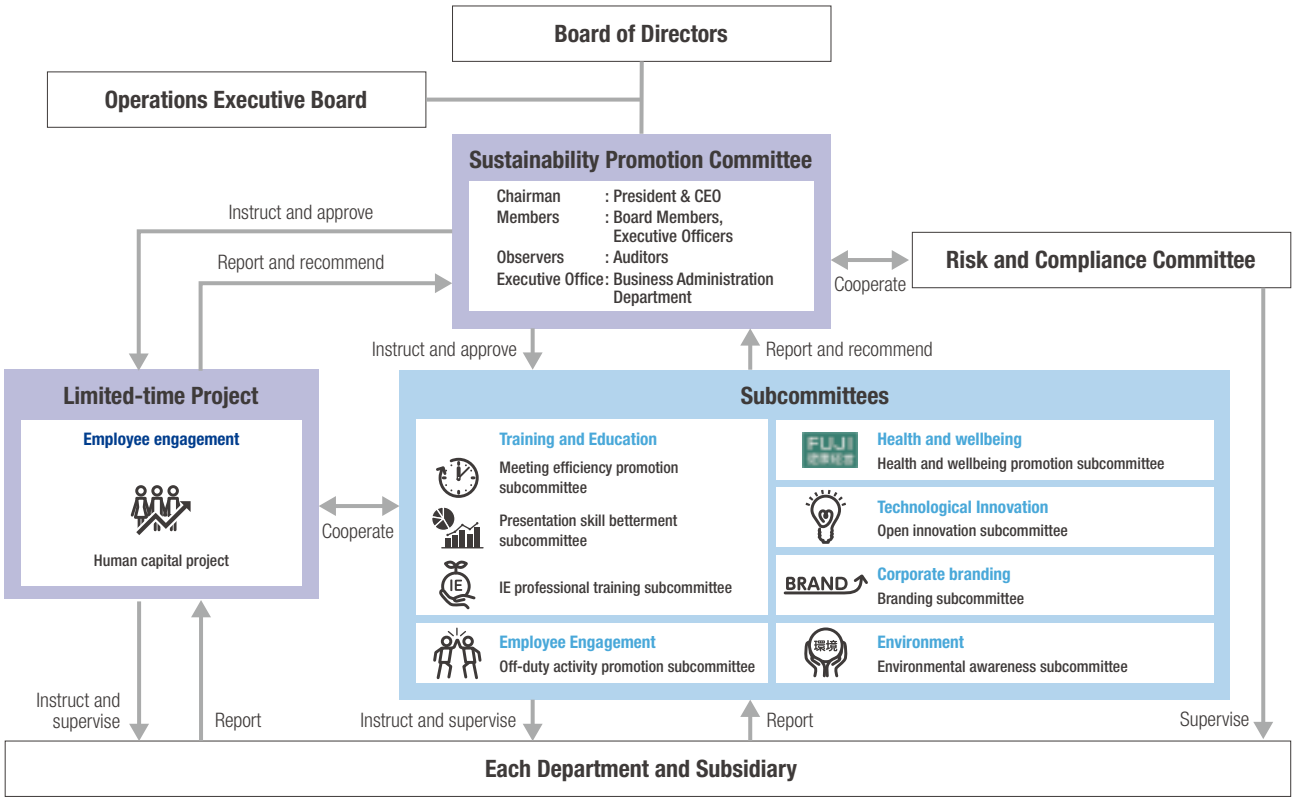 Board of Directors
Operations Executive Board
Sustainability Promotion Committee
Chairman : President & CEO
Members : Board Members,
Executive Officers
Observers : Auditors
Executive Office: Business Administration
Department
Instruct and approve
Report and recommend
Cooperate
Risk and Compliance Committee
Instruct and approve
Report and recommend
Limited-time Project
Employee engagement
Human capital project
Cooperate
Subcommittees
Training and Education
Meeting efficiency promotion
subcommittee
Presentation skill betterment
subcommittee
IE
IE professional training subcommittee
Employee Engagement
Off-duty activity promotion subcommittee
FUJI
Health and wellbeing
Health and wellbeing promotion subcommittee
Technological Innovation
Open innovation subcommittee
BRAND
Corporate branding
Branding subcommittee
環境
Environment
Environmental awareness subcommittee
Instruct and
supervise
Report
Instruct and supervise
Report
Supervise
Each Department and Subsidiary